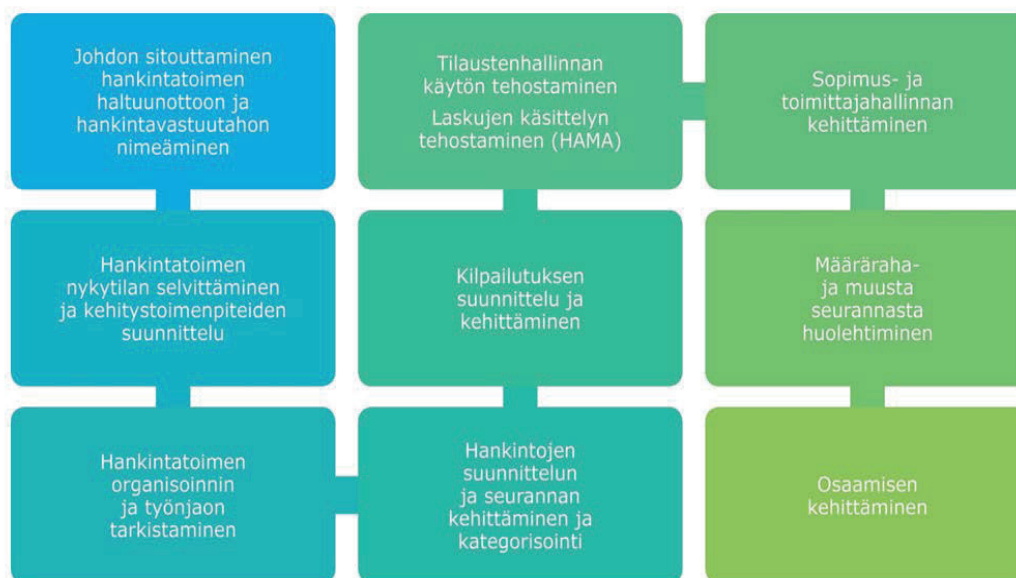 Johdon sitouttaminen
hankintatoimen
haltuunottoon ja
hankintavastuutahon
nimeäminen
Hankintatoimen
nykytilan selvittäminen
ja kehitystoimenpiteiden
suunnittelu
Hankintatoimen
organisoinnin
ja työnjaon
tarkistaminen
Hankintojen
suunnittelun
ja seurannan
kehittäminen ja
kategorisointi
Kilpailutuksen
suunnittelu ja
kehittäminen
Tilaustenhallinnan
käytön tehostaminen
Laskujen käsittelyn
tehostaminen (HAMA)
Sopimus- ja
toimittajahallinnan
kehittäminen
Määräraha-
ja muusta
seurannasta
huolehtiminen
Osaamisen
kehittäminen